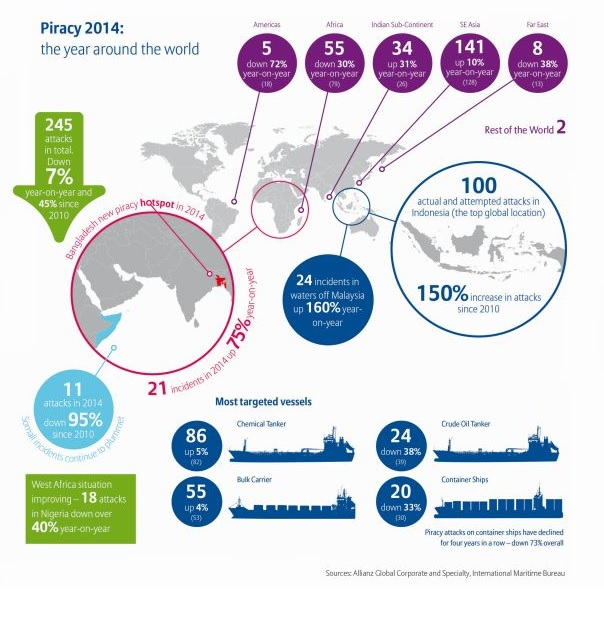 Piracy 2014:
the year around the world
Americas
5
down 72%
year-on-year
(18)
Africa
55
down 30%
year-on-year
(79)
Indian Sub-Continent
34
up 31%
year-on-year
(26)
SE Asia
141
up 10%
year-on-year
(128)
Far East
8
down 38%
year-on-year
(13)
Rest of the World 2
245
attacks
in total.
Down
7%
year-on-year and
45% since
2010
Bangladesh new piracy hotspot in 2014
21 incidents in 2014 up 75% year-on-year
100
actual and attempted attacks in
Indonesia (the top global location)
150% increase in attacks
since 2010
24 incidents in
waters off Malaysia
up 160% year-
on-year
11
attacks in 2014
down 95%
since 2010
Somali incidents continue to plummet
West Africa situation
improving – 18 attacks
in Nigeria down over
40% year-on-year
Most targeted vessels
86
up 5%
(82)
Chemical Tanker
24
down 38%
(39)
Crude Oil Tanker
55
up 4%
(53)
Bulk Carrier
20
down 33%
(30)
Container Ships
Piracy attacks on container ships have declined
for four years in a row – down 73% overall
Sources: Allianz Global Corporate and Specialty, International Maritime Bureau